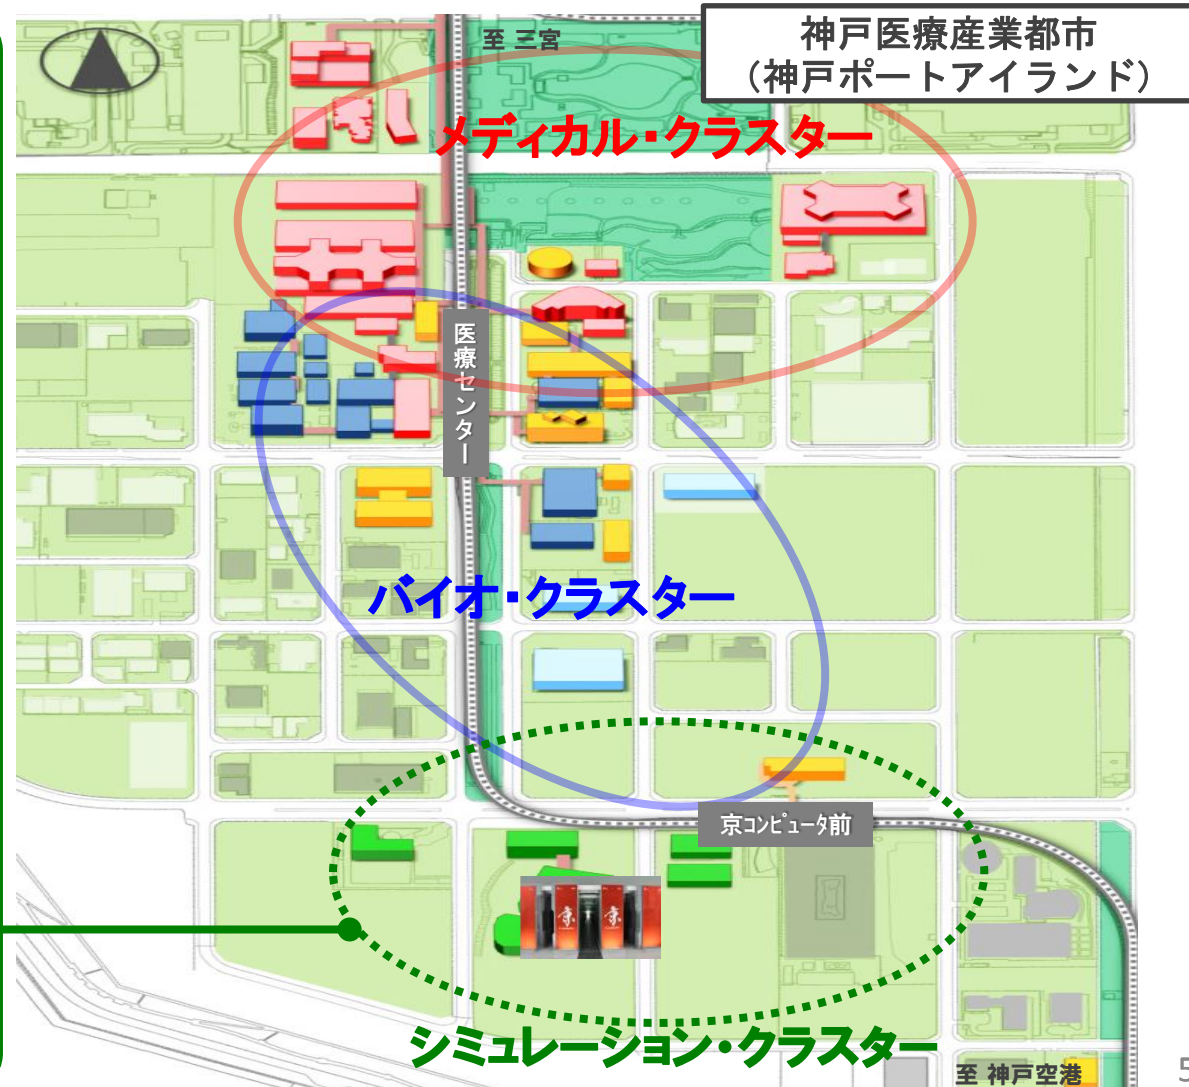 神戸医療産業都市
（神戸ポートアイランド）
至 三宮
メディカル・クラスター
医療センター
バイオ・クラスター
京コンピュータ前
京
京
シミュレーション・クラスター
至 神戸空港
5